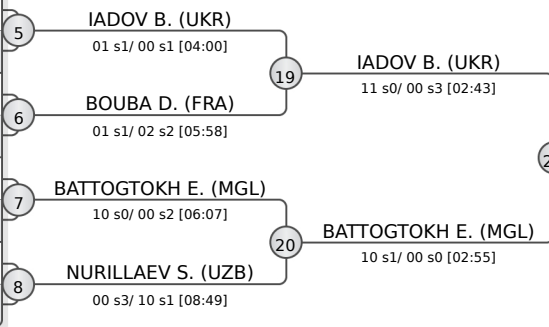 5
IADOV B. (UKR)
01 s1/ 00 s1 [04:00]
19
IADOV B. (UKR)
11 s0/ 00 s3 [02:43]
6
BOUBA D. (FRA)
01 s1/ 02 s2 [05:58]
7
BATTOGTOKH E. (MGL)
10 s0/ 00 s2 [06:07]
20
BATTOGTOKH E. (MGL)
10 s1/ 00 s0 [02:55]
8
NURILLAEV S. (UZB)
00 s3/ 10 s1 [08:49]